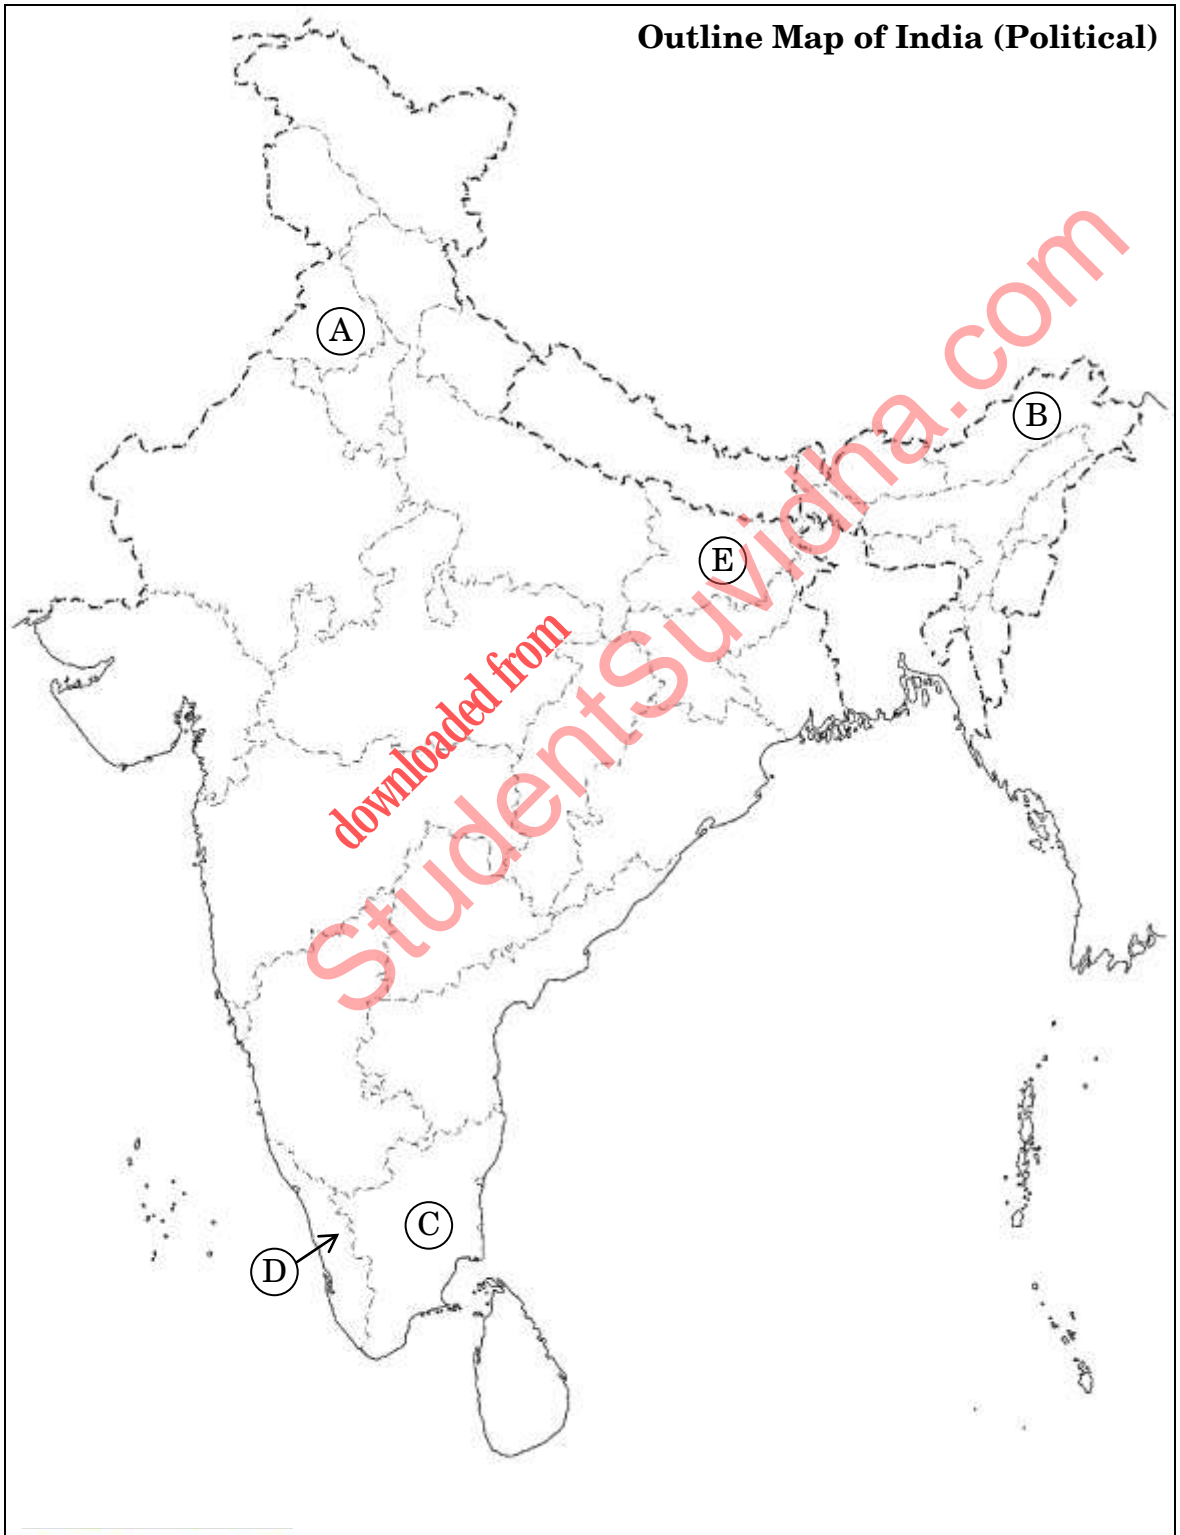 Outline Map of India (Political)
A
B
E
downloaded from
StudentSuvidha.com
C
D